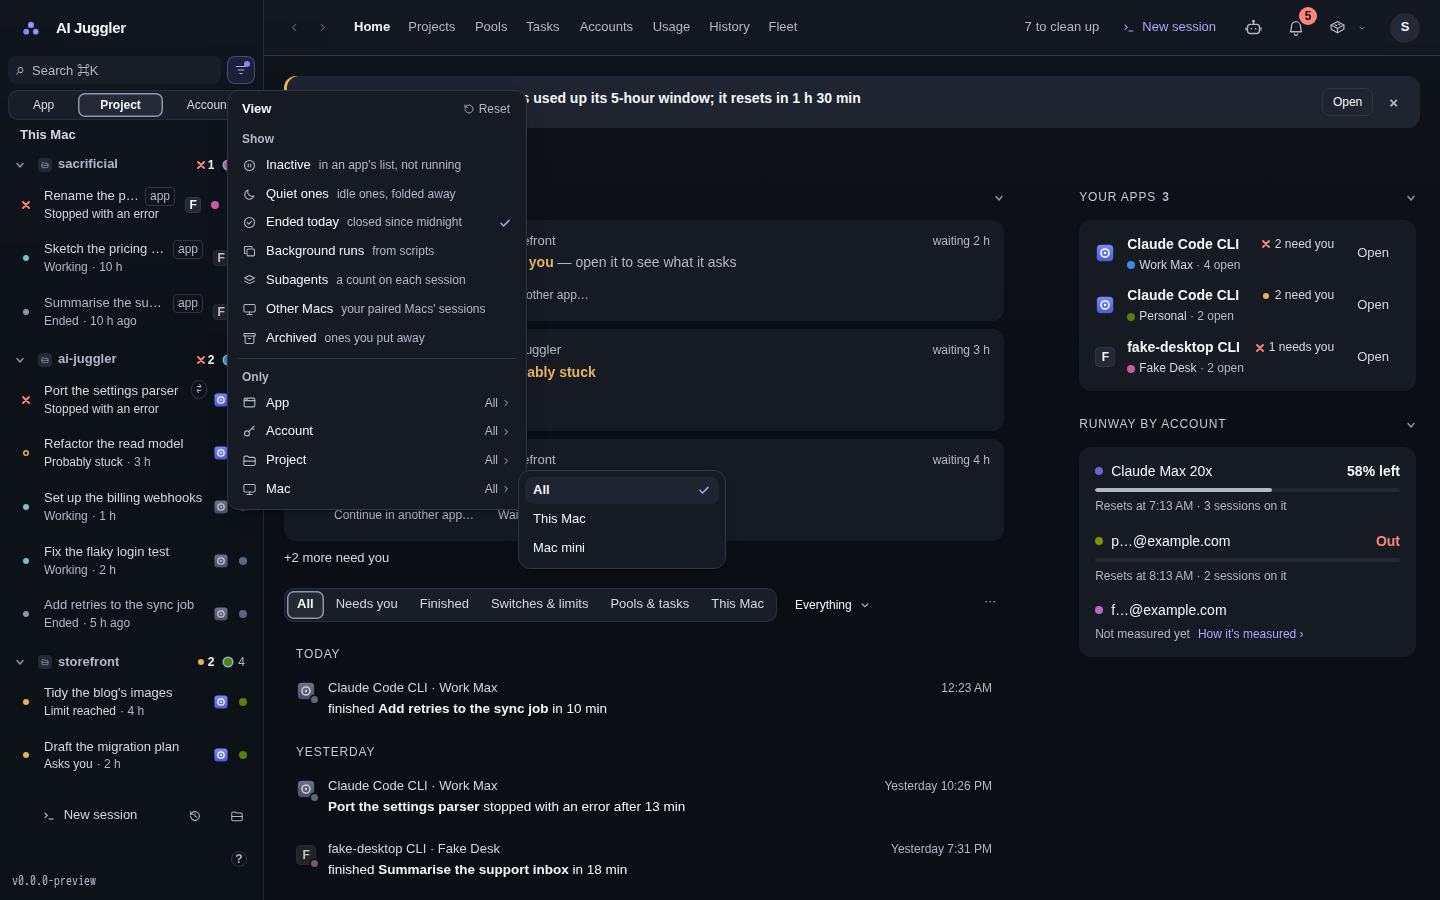 AI Juggler
Home Projects Pools Tasks Accounts Usage History Fleet
7 to clean up New session 5 S
Search ⌘K
App Project Accoun
This Mac
sacrificial 1
Rename the p… app F
Stopped with an error
Sketch the pricing … app F
Working · 10 h
Summarise the su… app F
Ended · 10 h ago
ai-juggler 2
Port the settings parser
Stopped with an error
Refactor the read model
Probably stuck · 3 h
Set up the billing webhooks
Working · 1 h
Fix the flaky login test
Working · 2 h
Add retries to the sync job
Ended · 5 h ago
storefront 2 4
Tidy the blog's images
Limit reached · 4 h
Draft the migration plan
Asks you · 2 h
New session
?
v0.0.0-preview
used up its 5-hour window; it resets in 1 h 30 min
Open ×
View Reset
Show
Inactive in an app's list, not running
Quiet ones idle ones, folded away
Ended today closed since midnight
Background runs from scripts
Subagents a count on each session
Other Macs your paired Macs' sessions
Archived ones you put away
Only
App All
Account All
Project All
Mac All
All
This Mac
Mac mini
efront waiting 2 h
you — open it to see what it asks
other app…
uggler waiting 3 h
ably stuck
efront waiting 4 h
Continue in another app… Wai
+2 more need you
All Needs you Finished Switches & limits Pools & tasks This Mac Everything …
TODAY
Claude Code CLI · Work Max 12:23 AM
finished Add retries to the sync job in 10 min
YESTERDAY
Claude Code CLI · Work Max Yesterday 10:26 PM
Port the settings parser stopped with an error after 13 min
F fake-desktop CLI · Fake Desk Yesterday 7:31 PM
finished Summarise the support inbox in 18 min
YOUR APPS 3
Claude Code CLI 2 need you Open
Work Max · 4 open
Claude Code CLI 2 need you Open
Personal · 2 open
F fake-desktop CLI 1 needs you Open
Fake Desk · 2 open
RUNWAY BY ACCOUNT
Claude Max 20x 58% left
Resets at 7:13 AM · 3 sessions on it
p…@example.com Out
Resets at 8:13 AM · 2 sessions on it
f…@example.com
Not measured yet How it's measured ›